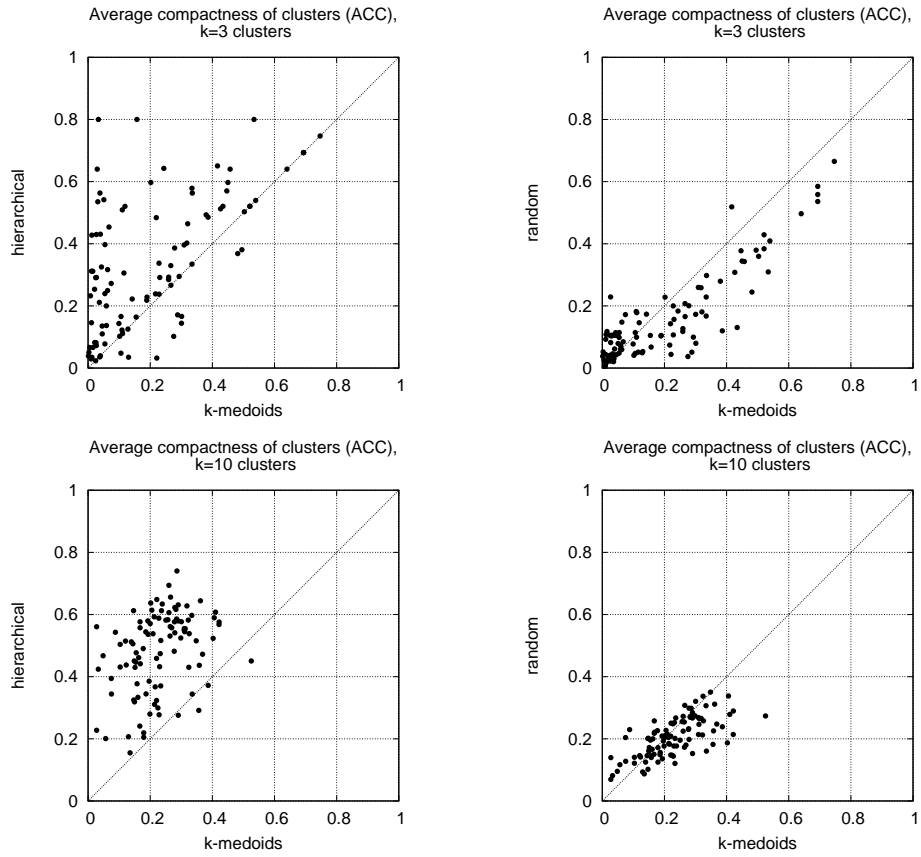 Average compactness of clusters (ACC),
k=3 clusters
1
0.8
0.6
0.4
0.2
0
0 0.2 0.4 0.6 0.8 1
hierarchical
k-medoids
Average compactness of clusters (ACC),
k=3 clusters
1
0.8
0.6
0.4
0.2
0
0 0.2 0.4 0.6 0.8 1
random
k-medoids
Average compactness of clusters (ACC),
k=10 clusters
1
0.8
0.6
0.4
0.2
0
0 0.2 0.4 0.6 0.8 1
hierarchical
k-medoids
Average compactness of clusters (ACC),
k=10 clusters
1
0.8
0.6
0.4
0.2
0
0 0.2 0.4 0.6 0.8 1
random
k-medoids